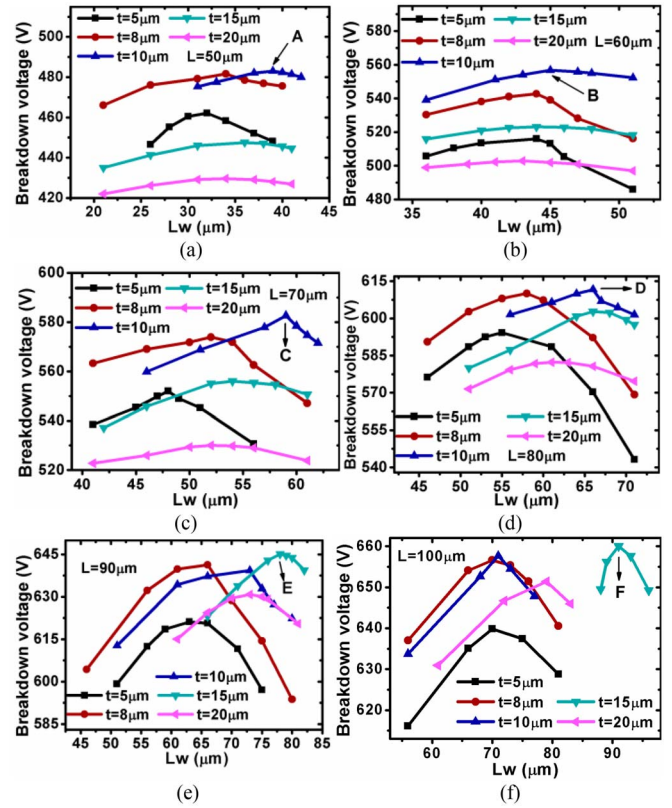 (a)
t=5μm t=15μm
t=8μm t=20μm
t=10μm L=50μm
A
Breakdown voltage (V)
500
480
460
440
420
20 25 30 35 40 45
Lw (μm)
(b)
t=5μm t=15μm
t=8μm t=20μm L=60μm
t=10μm
B
Breakdown voltage (V)
600
580
560
540
520
500
480
35 40 45 50
Lw (μm)
(a) (b)
t=5μm t=15μm L=70μm
t=8μm t=20μm
t=10μm
C
Breakdown voltage (V)
600
580
560
540
520
40 45 50 55 60
Lw (μm)
D
t=5μm t=15μm
t=8μm t=20μm
t=10μm L=80μm
Breakdown voltage (V)
615
600
585
570
555
540
45 50 55 60 65 70
Lw (μm)
(c) (d)
L=90μm
E
t=10μm
t=5μm t=15μm
t=8μm t=20μm
Breakdown voltage (V)
645
630
615
600
585
45 50 55 60 65 70 75 80 85
Lw (μm)
L=100μm
F
t=5μm
t=8μm t=15μm
t=10μm t=20μm
Breakdown voltage (V)
660
650
640
630
620
610
60 70 80 90
Lw (μm)
(e) (f)